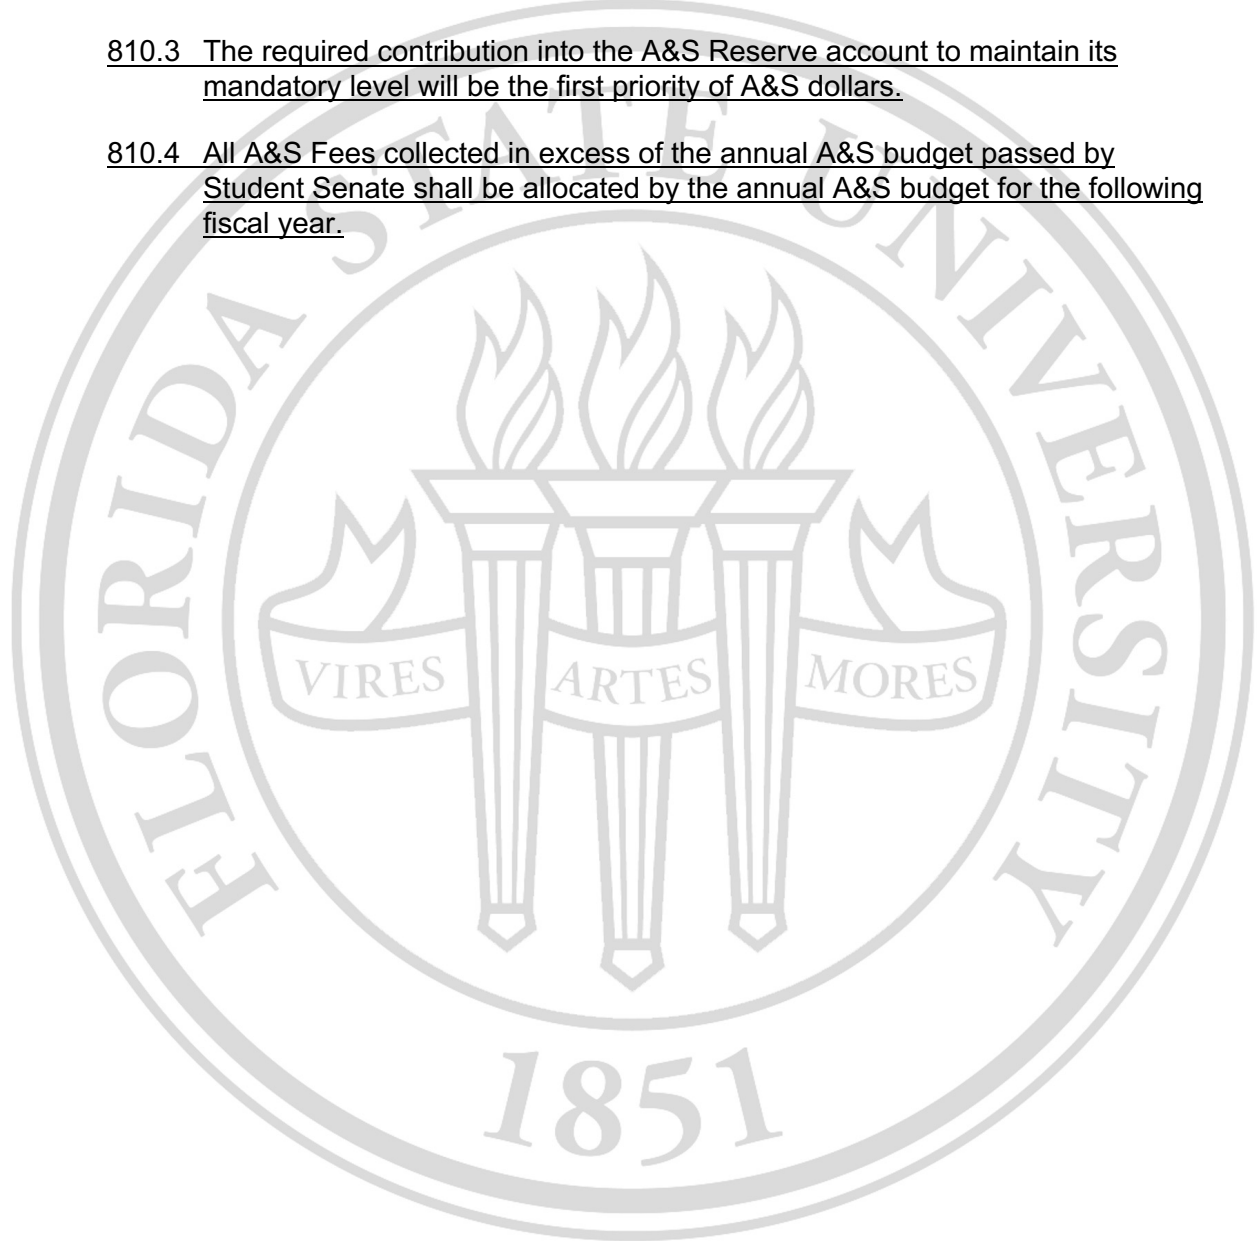 810.3 The required contribution into the A&S Reserve account to maintain its
mandatory level will be the first priority of A&S dollars.
810.4 All A&S Fees collected in excess of the annual A&S budget passed by
Student Senate shall be allocated by the annual A&S budget for the following
fiscal year.
FLORIDA STATE UNIVERSITY
VIRES ARTES MORES
1851